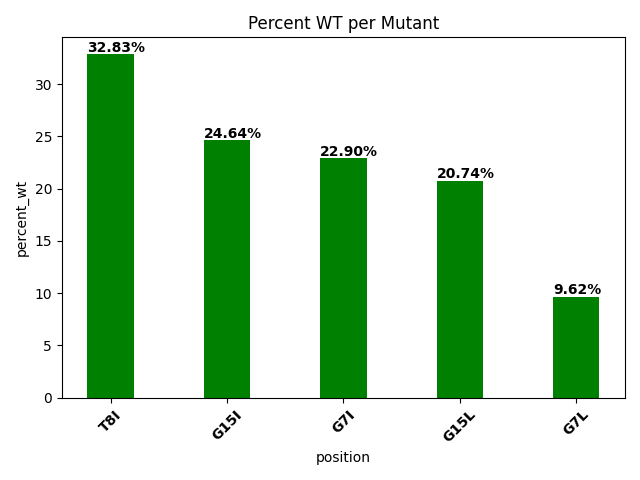 Percent WT per Mutant
32.83%
24.64%
22.90%
20.74%
9.62%
percent_wt
30
25
20
15
10
5
0
T8I
G15I
G7I
G15L
G7L
position